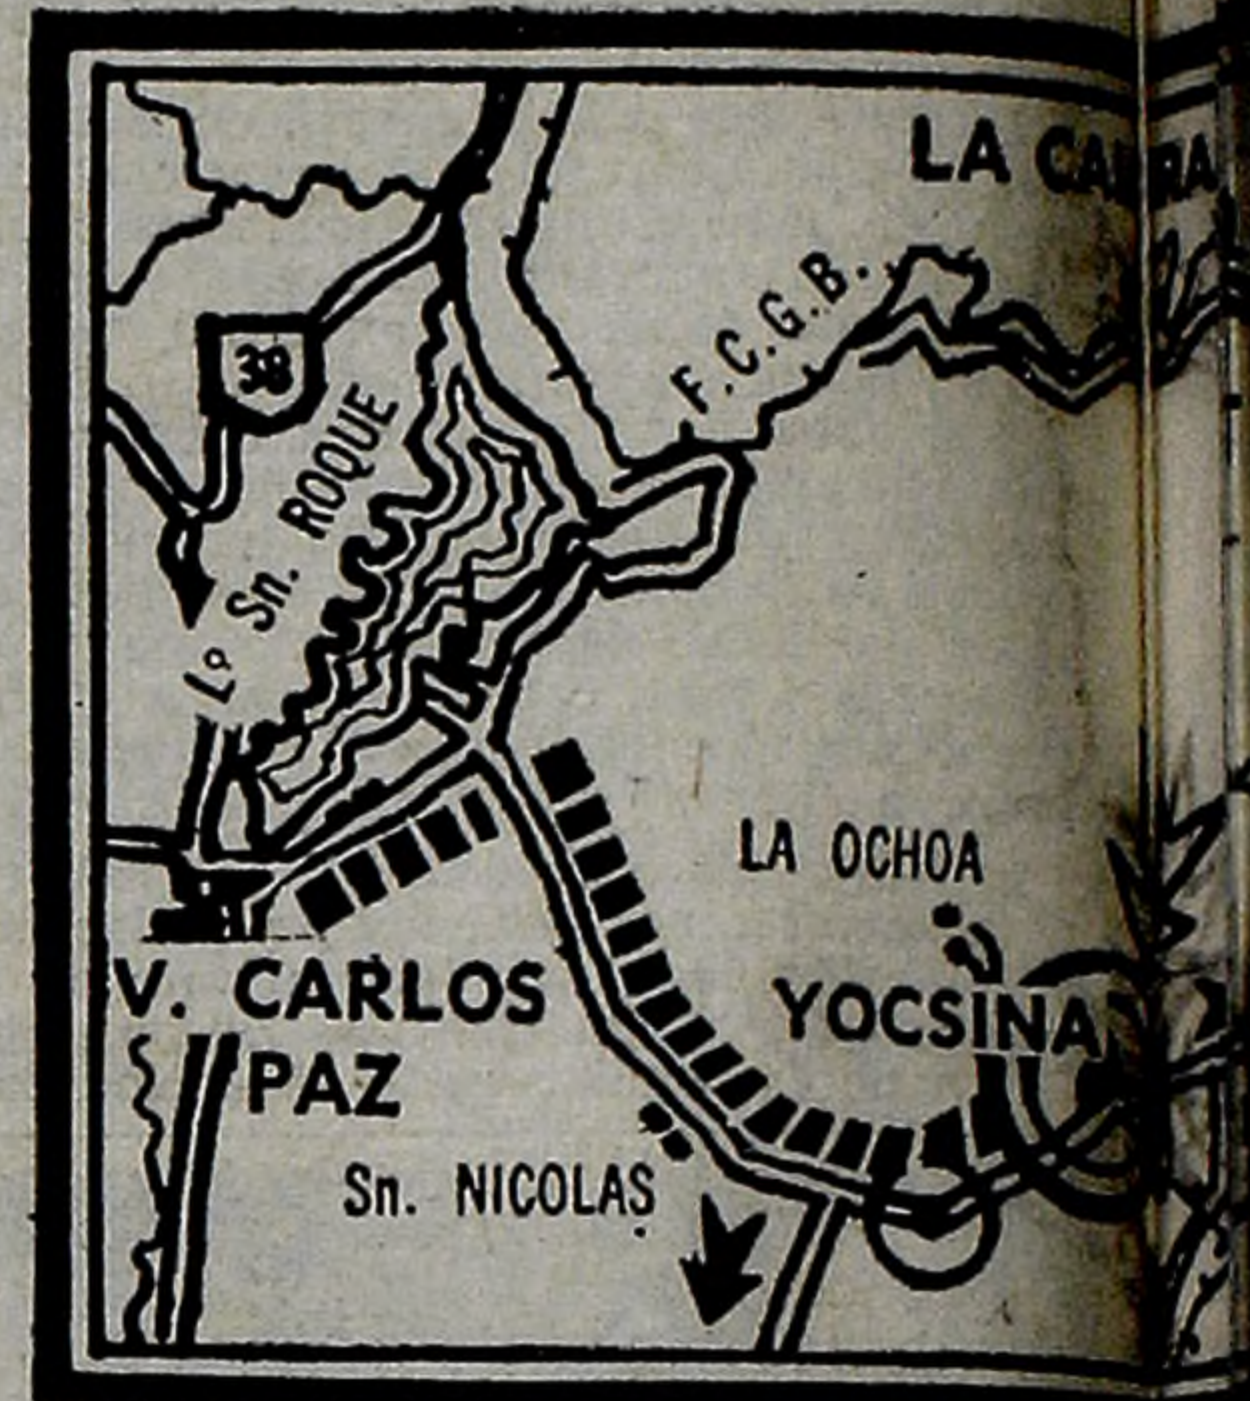 LA
F.C.G.B.
38
Lº Sn. ROQUE
LA OCHOA
V. CARLOS
PAZ
YOCSINA
Sn. NICOLAS